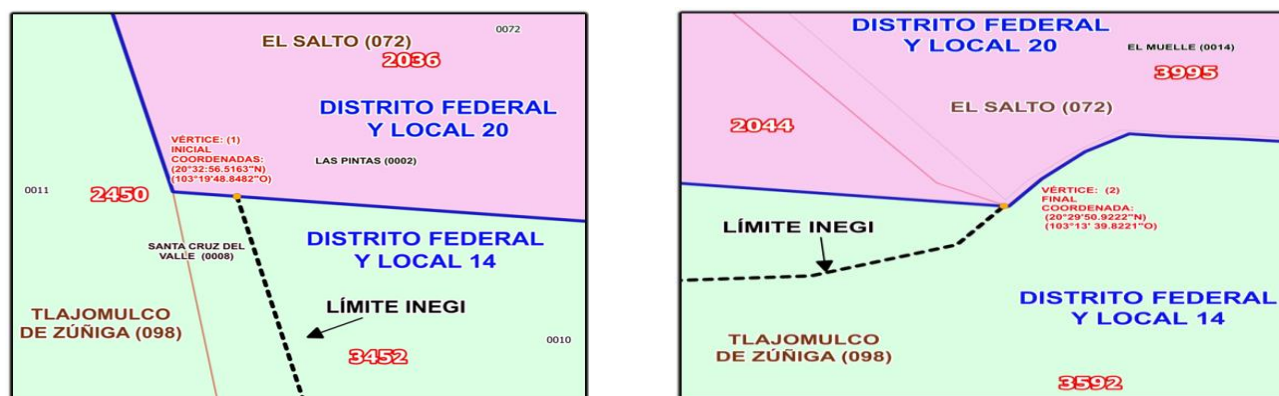 0072
EL SALTO (072)
2036
DISTRITO FEDERAL
Y LOCAL 20
VÉRTICE: (1)
INICIAL
COORDENADAS:
(20°32:56.5163"N)
(103°19'48.8482"O)
LAS PINTAS (0002)
0011
2450
SANTA CRUZ DEL
VALLE (0008)
DISTRITO FEDERAL
Y LOCAL 14
LÍMITE INEGI
TLAJOMULCO
DE ZÚÑIGA (098)
0010
3452
DISTRITO FEDERAL
Y LOCAL 20
EL MUELLE (0014)
3995
EL SALTO (072)
2044
VÉRTICE: (2)
FINAL
COORDENADA:
(20°29'50.9222"N)
(103°13' 39.8221"O)
LÍMITE INEGI
DISTRITO FEDERAL
Y LOCAL 14
TLAJOMULCO
DE ZÚÑIGA (098)
3592